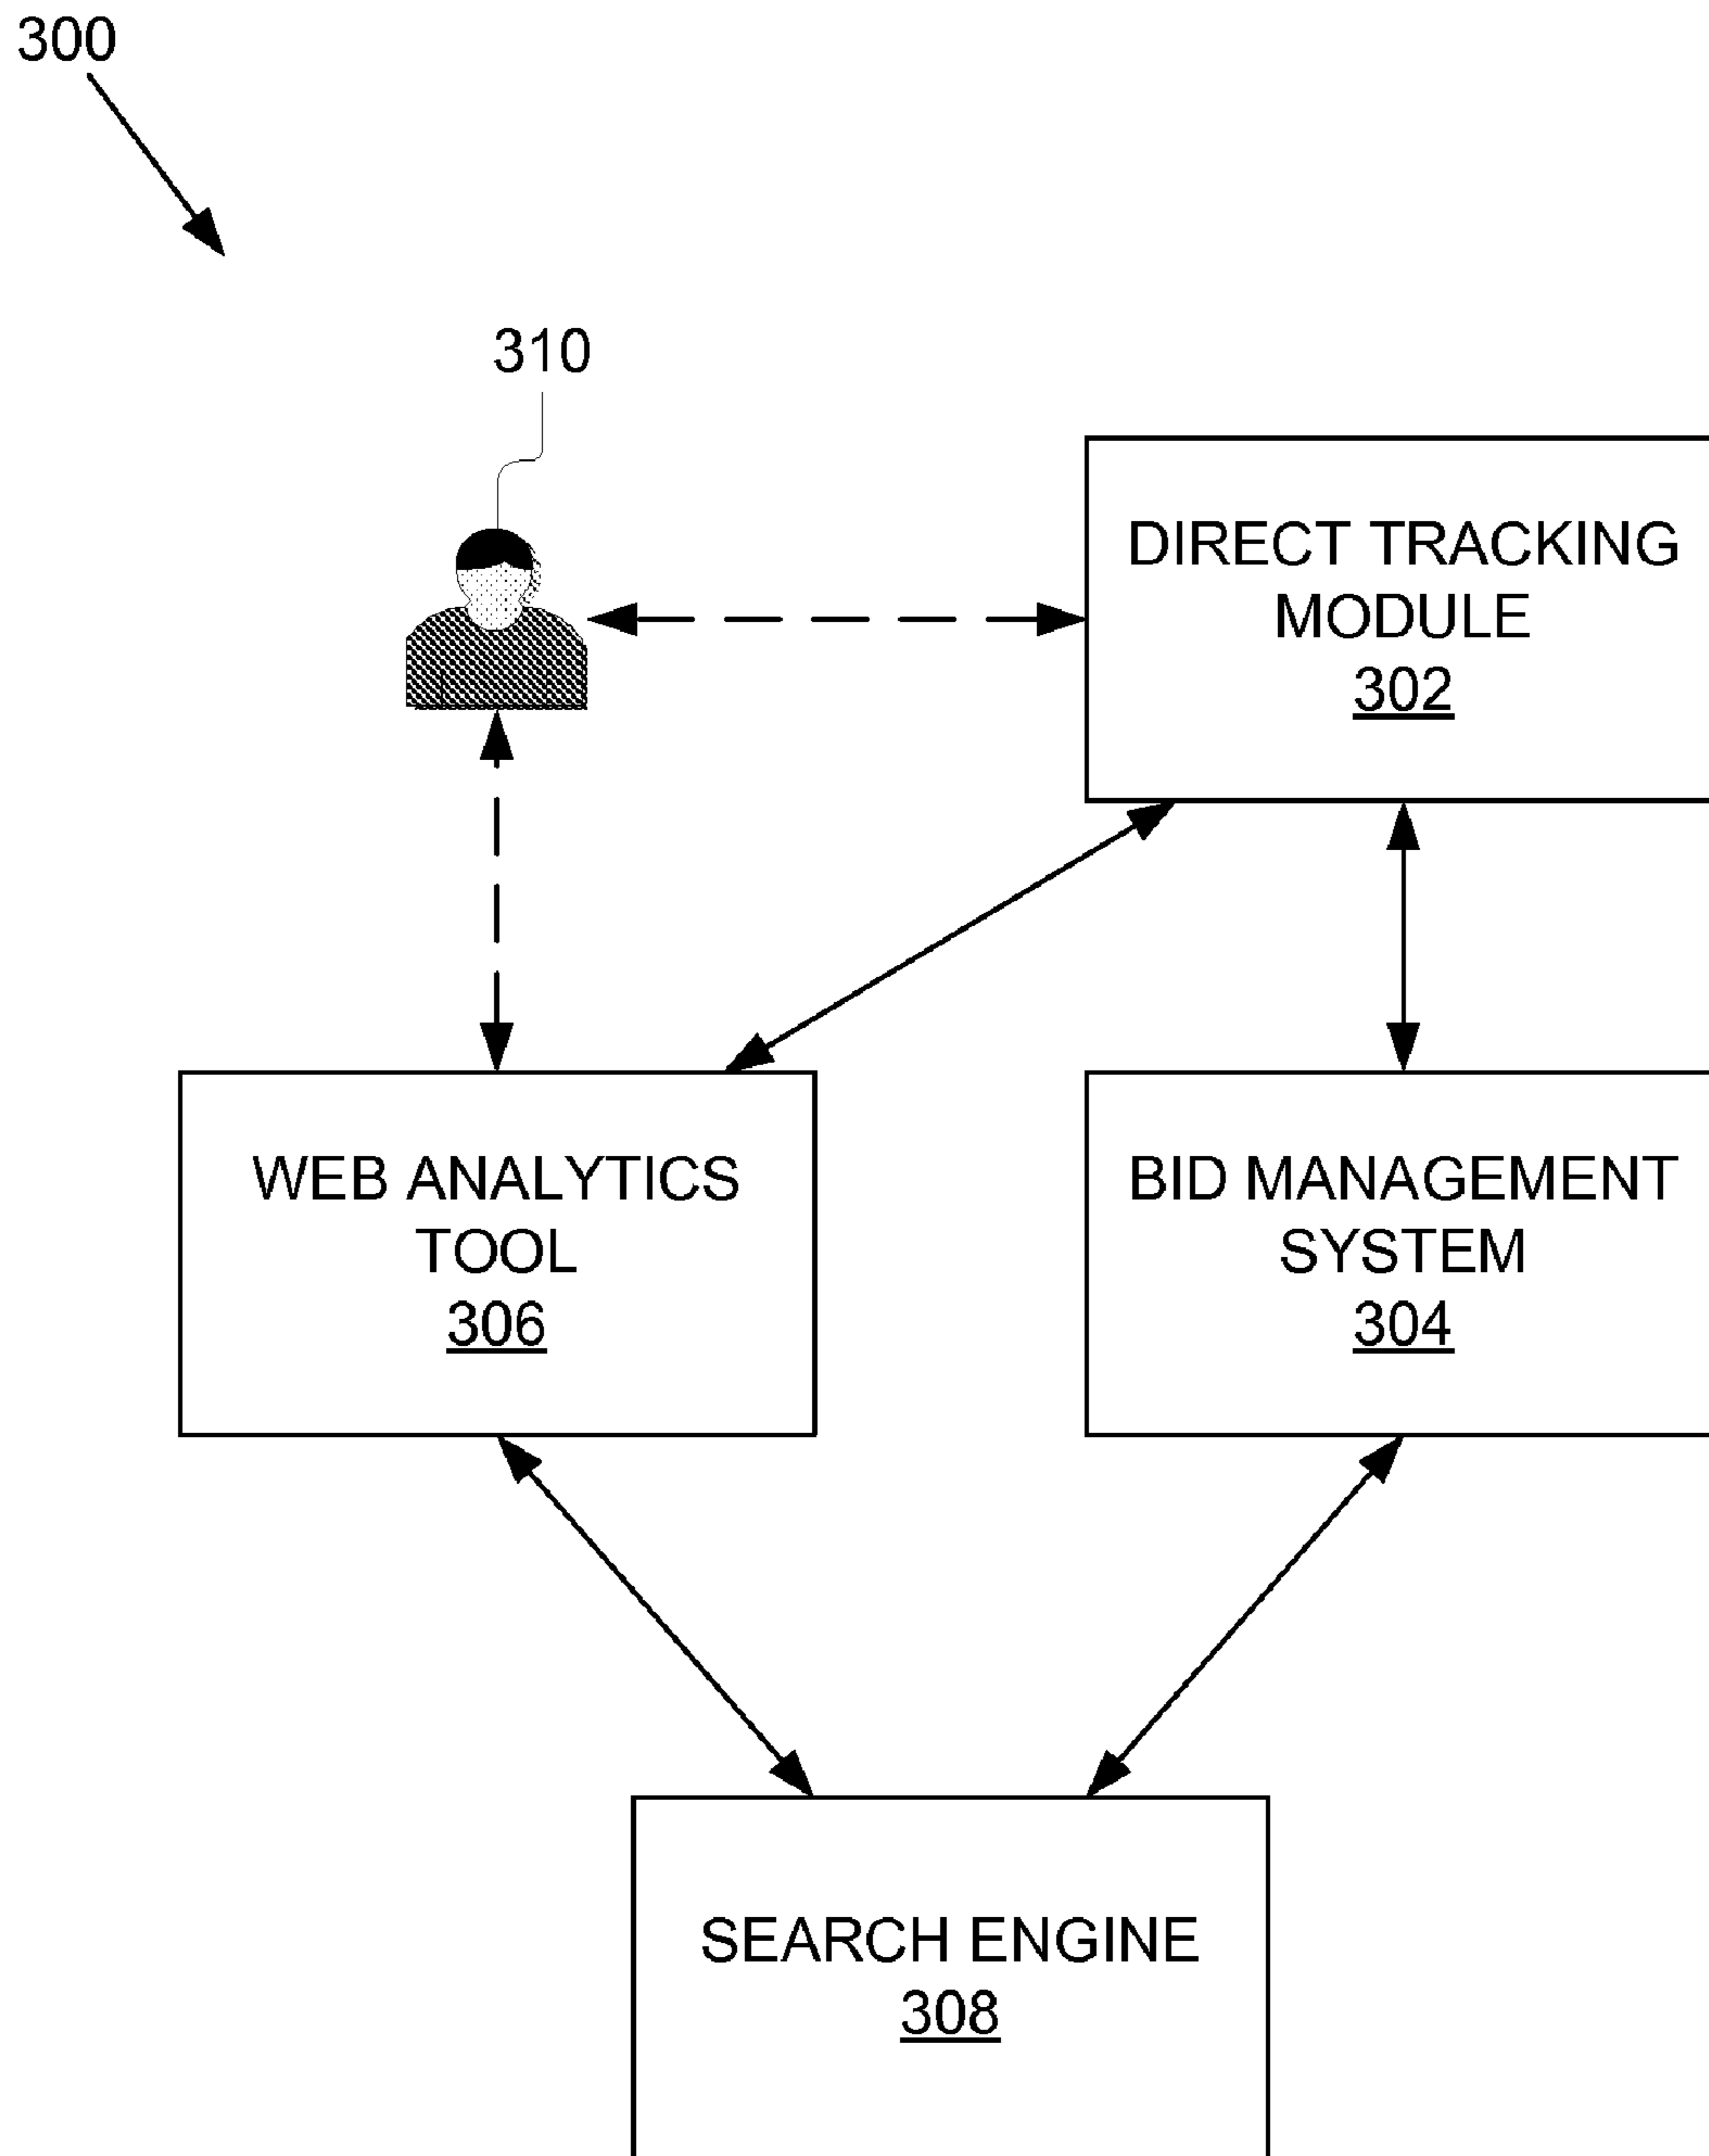 300
310
DIRECT TRACKING
MODULE
302
WEB ANALYTICS
TOOL
306
BID MANAGEMENT
SYSTEM
304
SEARCH ENGINE
308